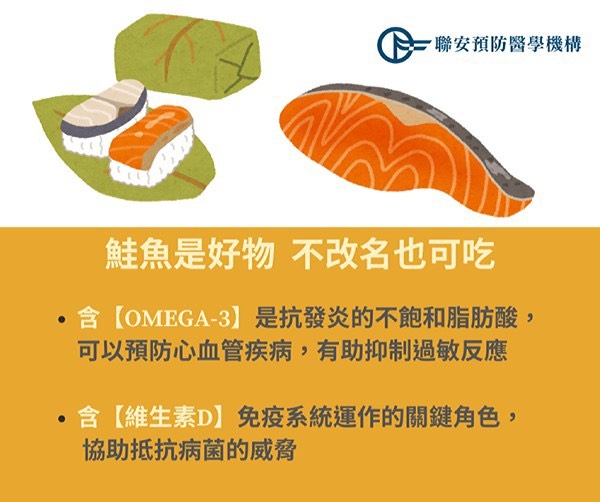 聯安預防醫學機構
鮭魚是好物 不改名也可吃
• 含【OMEGA-3】是抗發炎的不飽和脂肪酸，
可以預防心血管疾病，有助抑制過敏反應
• 含【維生素D】免疫系統運作的關鍵角色，
協助抵抗病菌的威脅